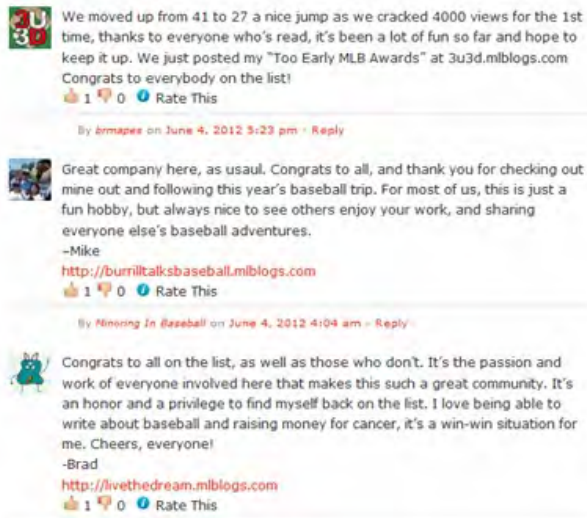 3U
3D
We moved up from 41 to 27 a nice jump as we cracked 4000 views for the 1st
time, thanks to everyone who's read, it's been a lot of fun so far and hope to
keep it up. We just posted my "Too Early MLB Awards" at 3u3d.mlblogs.com
Congrats to everybody on the list!
1 0 Rate This
By brmapes on June 4, 2012 5:23 pm - Reply
Great company here, as usaul. Congrats to all, and thank you for checking out
mine out and following this year's baseball trip. For most of us, this is just a
fun hobby, but always nice to see others enjoy your work, and sharing
everyone else's baseball adventures.
–Mike
http://burrilltalksbaseball.mlblogs.com
1 0 Rate This
By Minoring In Baseball on June 4, 2012 4:04 am - Reply
Congrats to all on the list, as well as those who don't. It's the passion and
work of everyone involved here that makes this such a great community. It's
an honor and a privilege to find myself back on the list. I love being able to
write about baseball and raising money for cancer, it's a win-win situation for
me. Cheers, everyone!
-Brad
http://livethedream.mlblogs.com
1 0 Rate This